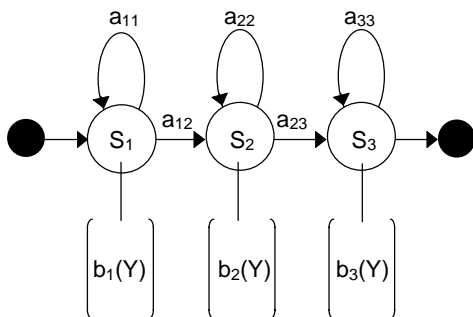 a₁₁ a₂₂ a₃₃
a₁₂ a₂₃
S₁ S₂ S₃
b₁(Y) b₂(Y) b₃(Y)